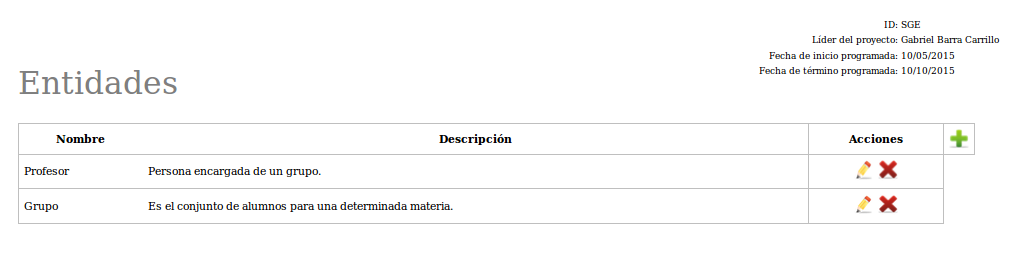 ID: SGE
Líder del proyecto: Gabriel Barra Carrillo
Fecha de inicio programada: 10/05/2015
Fecha de término programada: 10/10/2015
Entidades
Nombre Descripción Acciones
Profesor Persona encargada de un grupo.
Grupo Es el conjunto de alumnos para una determinada materia.